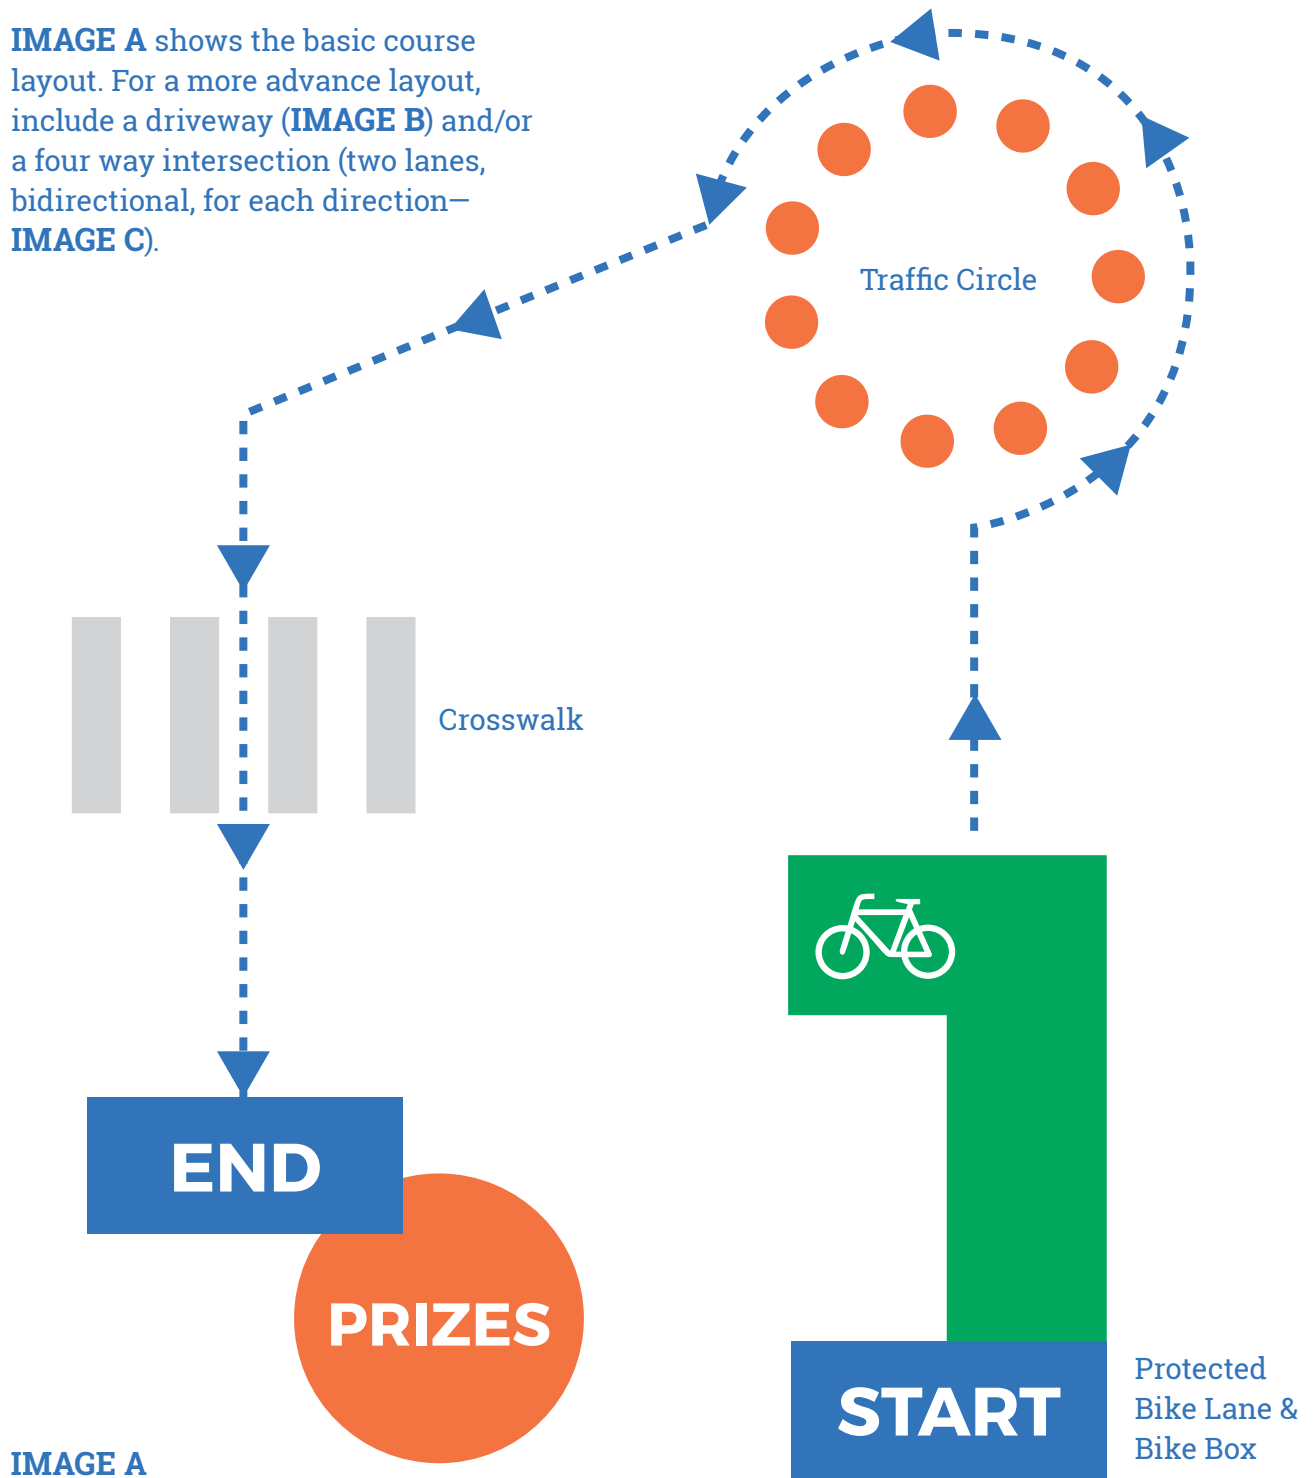 IMAGE A shows the basic course
layout. For a more advance layout,
include a driveway (IMAGE B) and/or
a four way intersection (two lanes,
bidirectional, for each direction—
IMAGE C).
Traffic Circle
Crosswalk
END
PRIZES
START
Protected
Bike Lane &
Bike Box
IMAGE A